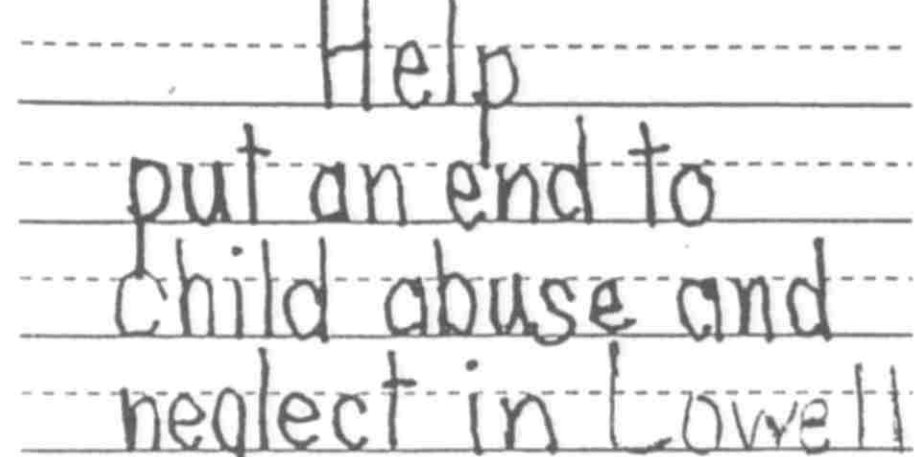 Help
put an end to
child abuse and
neglect in Lowell